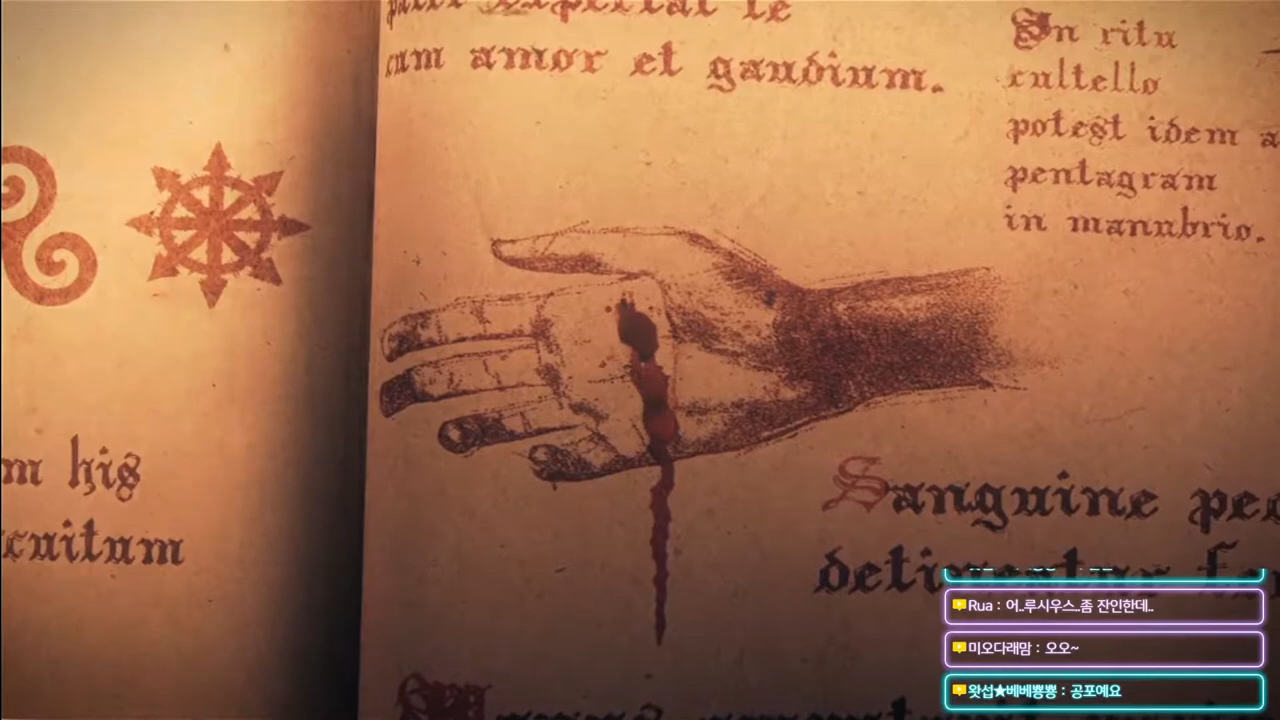 m his
cuitum
cum amor et gaudium.
In ritu
cultello
potest idem a
pentagram
in manubrio.
Sanguine pec
Rua : 어..루시우스..좀 잔인한데..
미오다래맘 : 오오~
왓섭★베베뿅뿅 : 공포예요